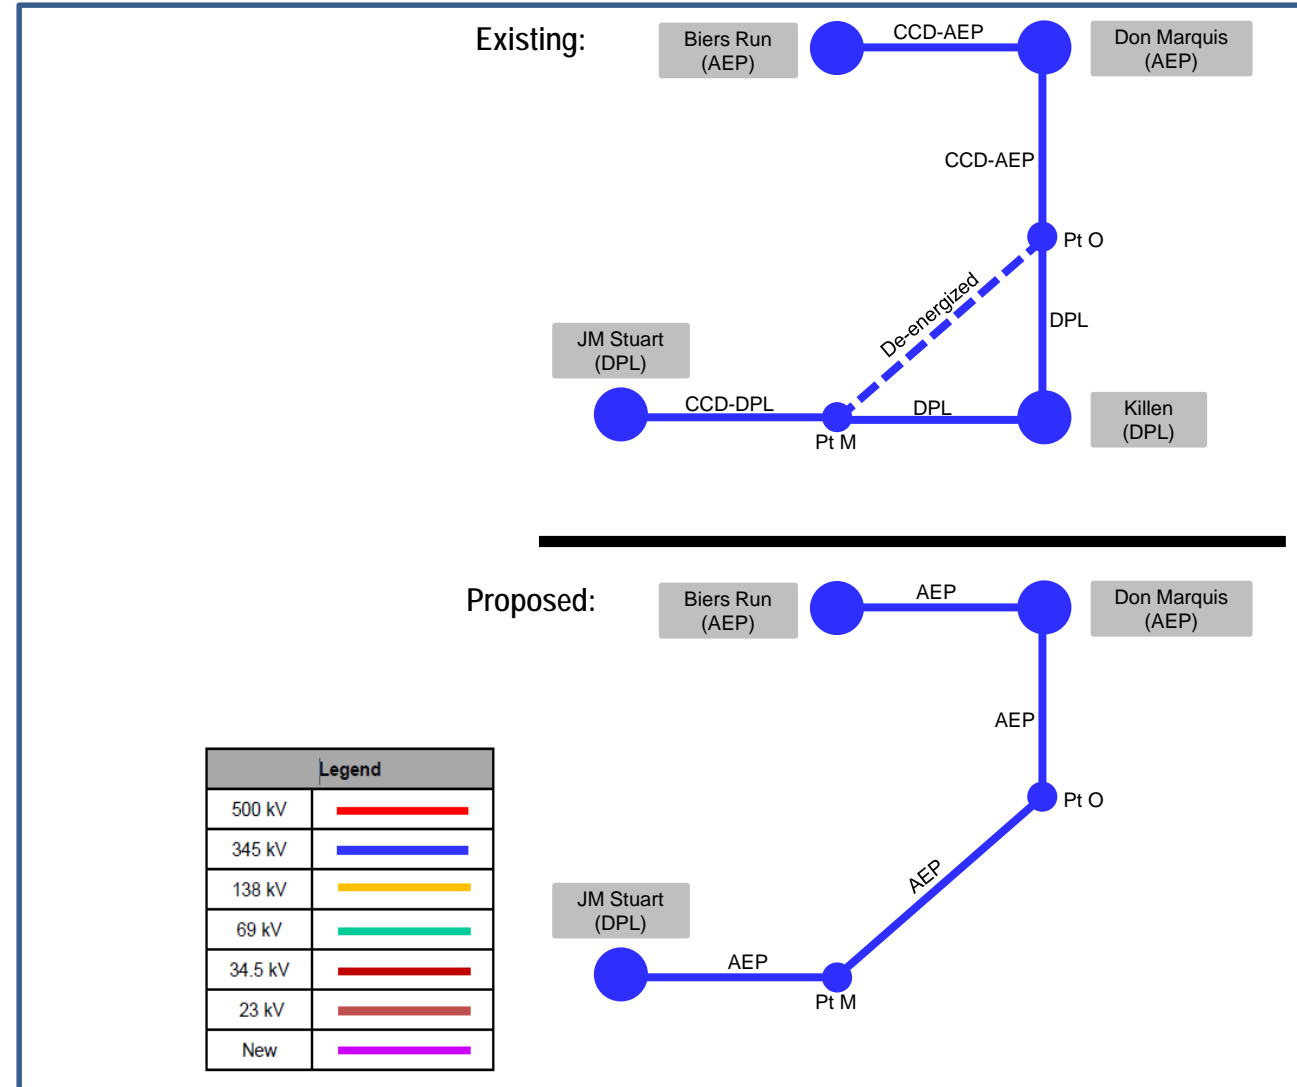 Existing:
Biers Run
(AEP)
CCD-AEP
Don Marquis
(AEP)
CCD-AEP
Pt O
De-energized
DPL
JM Stuart
(DPL)
CCD-DPL
DPL
Pt M
Killen
(DPL)
Proposed:
Biers Run
(AEP)
AEP
Don Marquis
(AEP)
AEP
Pt O
AEP
JM Stuart
(DPL)
AEP
Pt M
Legend
500 kV
345 kV
138 kV
69 kV
34.5 kV
23 kV
New